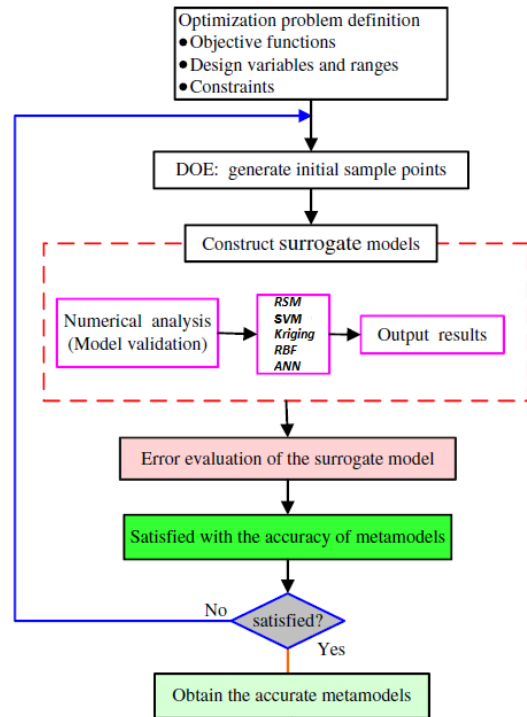 Optimization problem definition
●Objective functions
●Design variables and ranges
●Constraints
DOE: generate initial sample points
Construct surrogate models
Numerical analysis
(Model validation)
RSM
SVM
Kriging
RBF
ANN
Output results
Error evaluation of the surrogate model
Satisfied with the accuracy of metamodels
No
satisfied?
Yes
Obtain the accurate metamodels